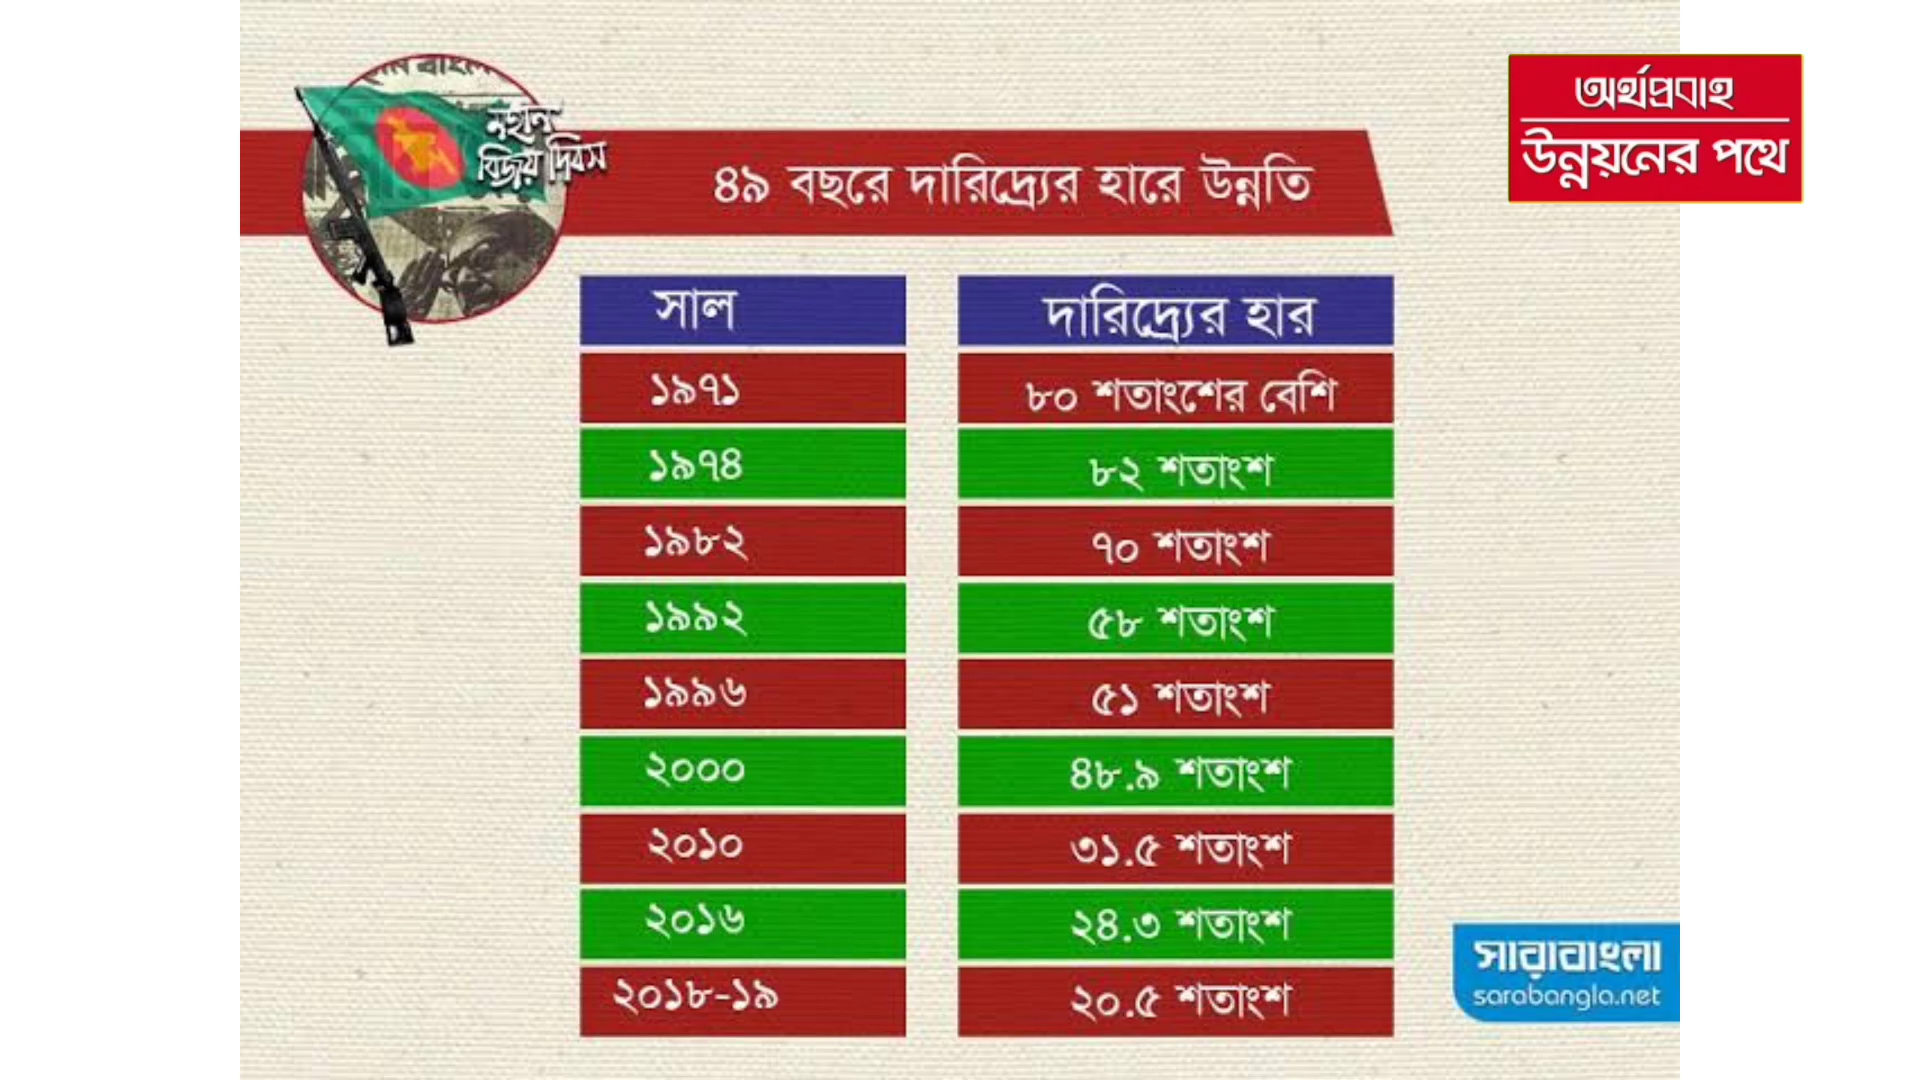 মহান
বিজয় দিবস
৪৯ বছরে দারিদ্র্যের হারে উন্নতি
অর্থপ্রবাহ
উন্নয়নের পথে
সাল দারিদ্র্যের হার
১৯৭১ ৮০ শতাংশের বেশি
১৯৭৪ ৮২ শতাংশ
১৯৮২ ৭০ শতাংশ
১৯৯২ ৫৮ শতাংশ
১৯৯৬ ৫১ শতাংশ
২০০০ ৪৮.৯ শতাংশ
২০১০ ৩১.৫ শতাংশ
২০১৬ ২৪.৩ শতাংশ
২০১৮-১৯ ২০.৫ শতাংশ
সারাবাংলা
sarabangla.net